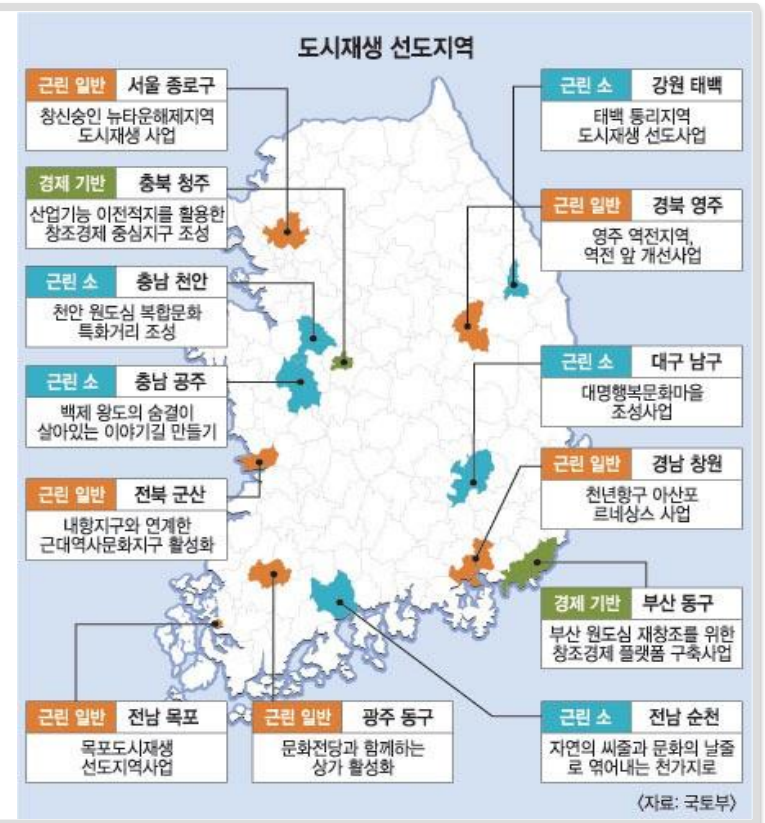 도시재생 선도지역
근린 일반 서울 종로구
창신숭인 뉴타운해제지역
도시재생 사업
경제 기반 충북 청주
산업기능 이전적지를 활용한
창조경제 중심지구 조성
근린 소 충남 천안
천안 원도심 복합문화
특화거리 조성
근린 소 충남 공주
백제 왕도의 숨결이
살아있는 이야기길 만들기
근린 일반 전북 군산
내항지구와 연계한
근대역사문화지구 활성화
근린 일반 전남 목포
목포도시재생
선도지역사업
근린 일반 광주 동구
문화전당과 함께하는
상가 활성화
근린 소 강원 태백
태백 통리지역
도시재생 선도사업
근린 일반 경북 영주
영주 역전지역,
역전 앞 개선사업
근린 소 대구 남구
대명행복문화마을
조성사업
근린 일반 경남 창원
천년항구 아산포
르네상스 사업
경제 기반 부산 동구
부산 원도심 재창조를 위한
창조경제 플랫폼 구축사업
근린 소 전남 순천
자연의 씨줄과 문화의 날줄
로 엮어내는 천가지로
〈자료: 국토부〉